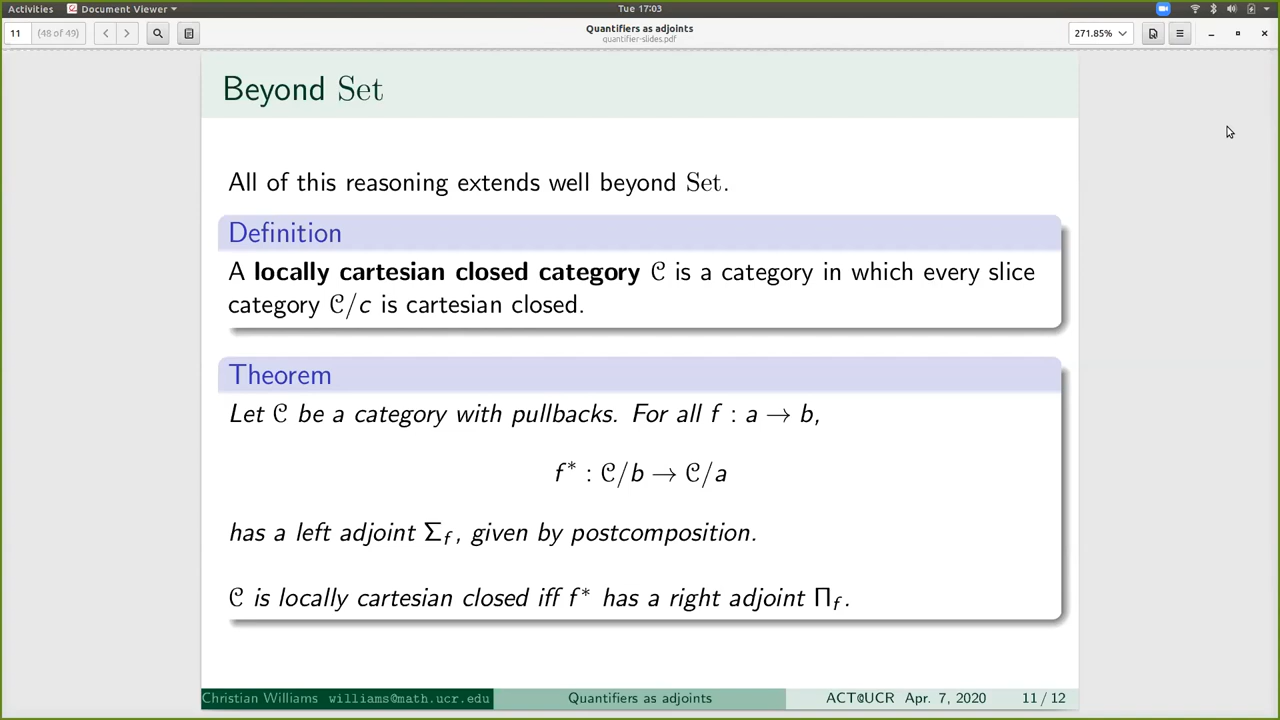 Activities Document Viewer Tue 17:03
11 (48 of 49) Quantifiers as adjoints 271.85%
quantifier-slides.pdf
Beyond Set
All of this reasoning extends well beyond Set.
Definition
A locally cartesian closed category 𝒞 is a category in which every slice
category 𝒞/c is cartesian closed.
Theorem
Let 𝒞 be a category with pullbacks. For all f : a → b,
f* : 𝒞/b → 𝒞/a
has a left adjoint Σ_f, given by postcomposition.
𝒞 is locally cartesian closed iff f* has a right adjoint Π_f.
Christian Williams williams@math.ucr.edu Quantifiers as adjoints ACT@UCR Apr. 7, 2020 11 / 12